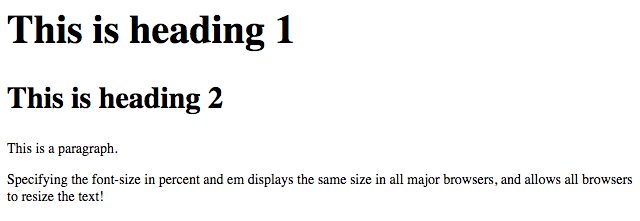 This is heading 1
This is heading 2
This is a paragraph.
Specifying the font-size in percent and em displays the same size in all major browsers, and allows all browsers
to resize the text!